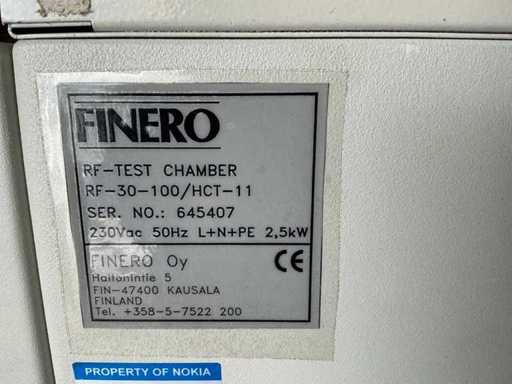 FINERO
RF-TEST CHAMBER
RF-30-100/HCT-11
SER. NO.: 645407
230Vac 50Hz L+N+PE 2,5kW
FINERO Oy CE
Hallonintie 5
FIN-47400 KAUSALA
FINLAND
Tel. +358-5-7522 200
PROPERTY OF NOKIA